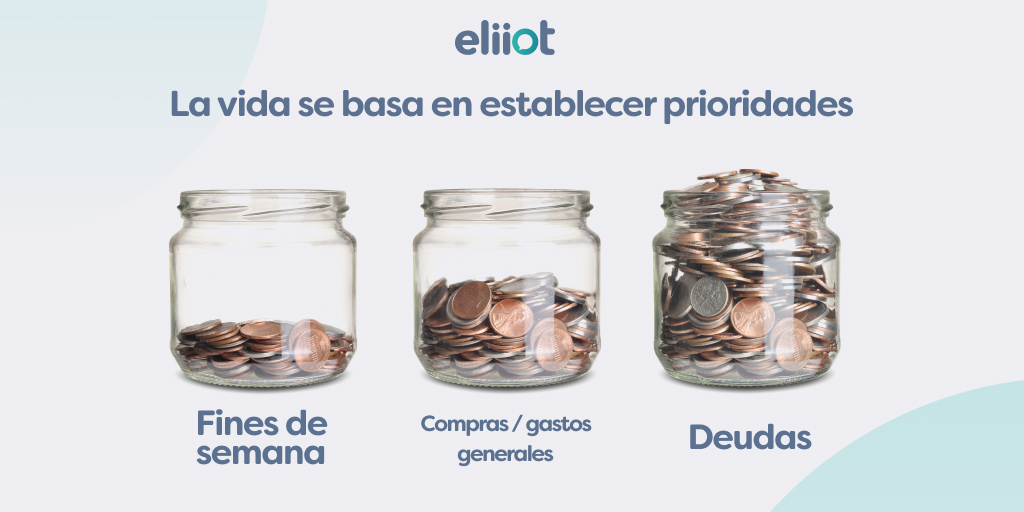 eliiot
La vida se basa en establecer prioridades
Fines de
semana
Compras / gastos
generales
Deudas